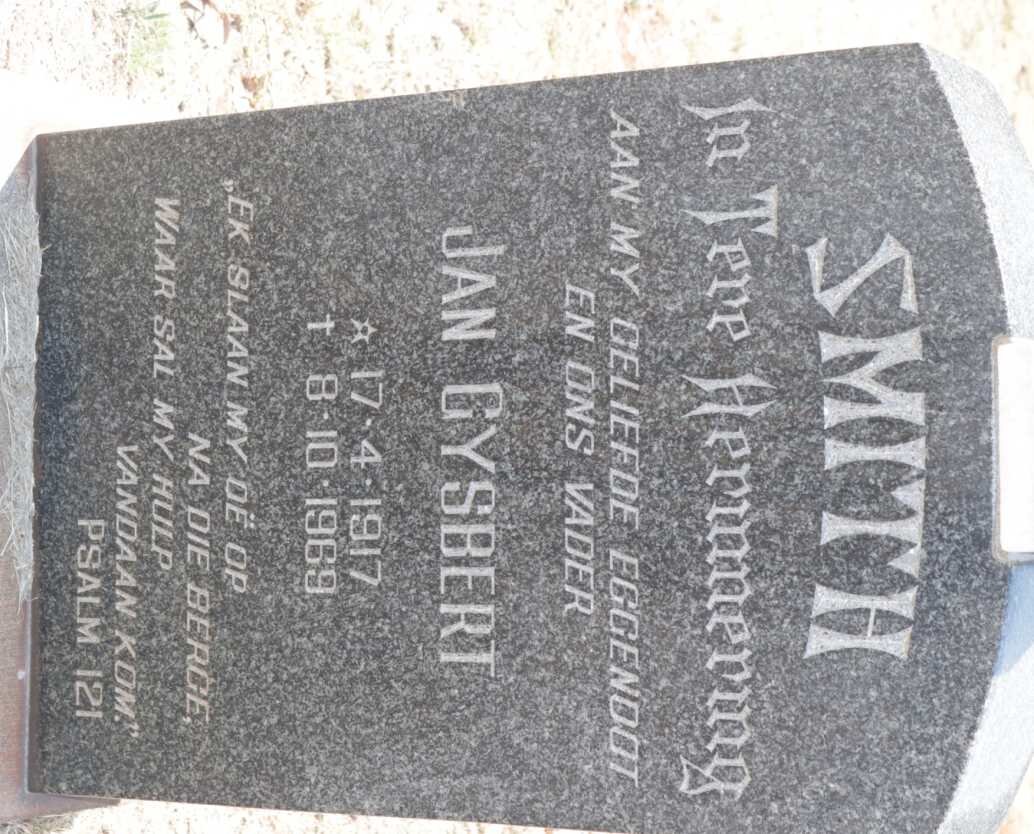 SMITH
In Tere Herinnering
AAN MY GELIEFDE EGGENOOT
EN ONS VADER
JAN GYSBERT
☆ 17·4·1917
† 8·10·1989
"EK SLAAN MY OË OP
NA DIE BERGE,
WAAR SAL MY HULP
VANDAAN KOM."
PSALM 121